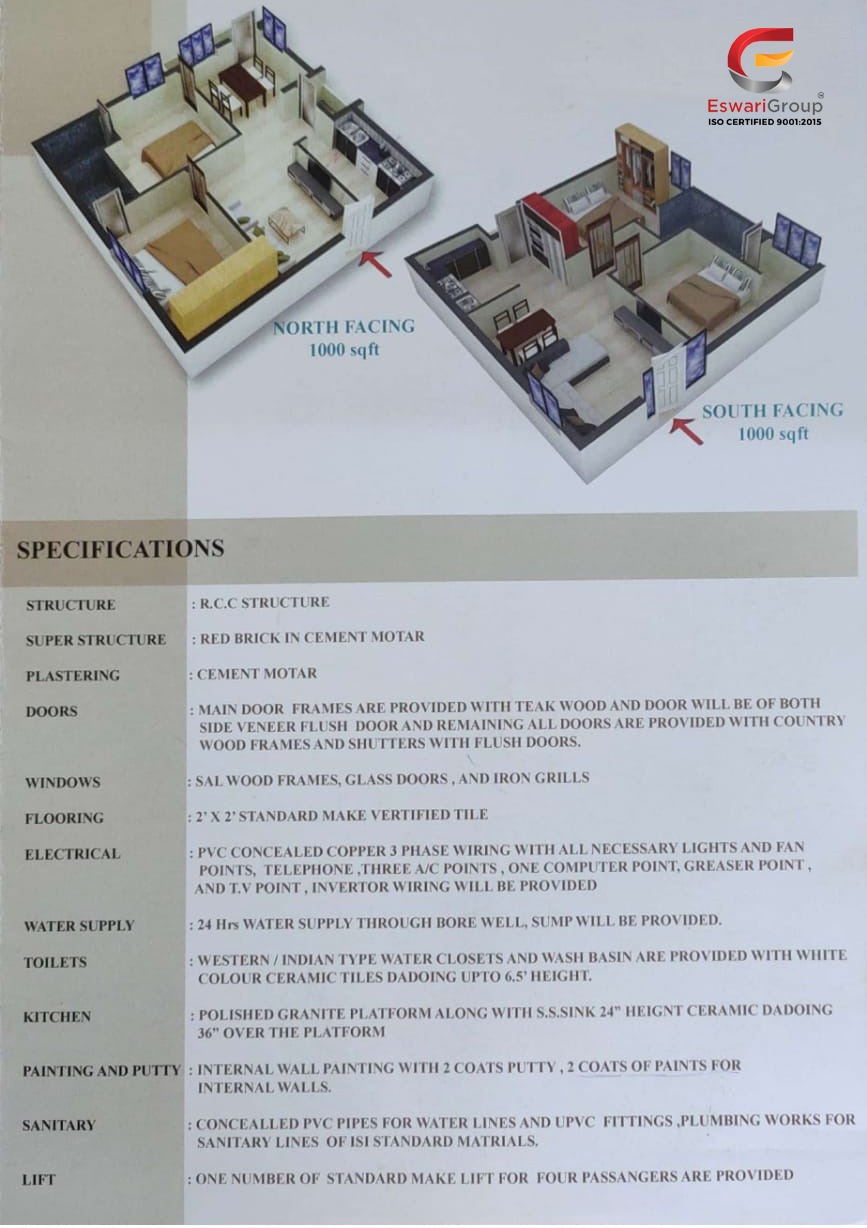 EswariGroup®
ISO CERTIFIED 9001:2015
NORTH FACING
1000 sqft
SOUTH FACING
1000 sqft
SPECIFICATIONS
STRUCTURE : R.C.C STRUCTURE
SUPER STRUCTURE : RED BRICK IN CEMENT MOTAR
PLASTERING : CEMENT MOTAR
DOORS : MAIN DOOR FRAMES ARE PROVIDED WITH TEAK WOOD AND DOOR WILL BE OF BOTH
SIDE VENEER FLUSH DOOR AND REMAINING ALL DOORS ARE PROVIDED WITH COUNTRY
WOOD FRAMES AND SHUTTERS WITH FLUSH DOORS.
WINDOWS : SAL WOOD FRAMES, GLASS DOORS , AND IRON GRILLS
FLOORING : 2' X 2' STANDARD MAKE VERTIFIED TILE
ELECTRICAL : PVC CONCEALED COPPER 3 PHASE WIRING WITH ALL NECESSARY LIGHTS AND FAN
POINTS, TELEPHONE ,THREE A/C POINTS , ONE COMPUTER POINT, GREASER POINT ,
AND T.V POINT , INVERTOR WIRING WILL BE PROVIDED
WATER SUPPLY : 24 Hrs WATER SUPPLY THROUGH BORE WELL, SUMP WILL BE PROVIDED.
TOILETS : WESTERN / INDIAN TYPE WATER CLOSETS AND WASH BASIN ARE PROVIDED WITH WHITE
COLOUR CERAMIC TILES DADOING UPTO 6.5' HEIGHT.
KITCHEN : POLISHED GRANITE PLATFORM ALONG WITH S.S.SINK 24" HEIGNT CERAMIC DADOING
36" OVER THE PLATFORM
PAINTING AND PUTTY : INTERNAL WALL PAINTING WITH 2 COATS PUTTY , 2 COATS OF PAINTS FOR
INTERNAL WALLS.
SANITARY : CONCEALLED PVC PIPES FOR WATER LINES AND UPVC FITTINGS ,PLUMBING WORKS FOR
SANITARY LINES OF ISI STANDARD MATRIALS.
LIFT : ONE NUMBER OF STANDARD MAKE LIFT FOR FOUR PASSANGERS ARE PROVIDED